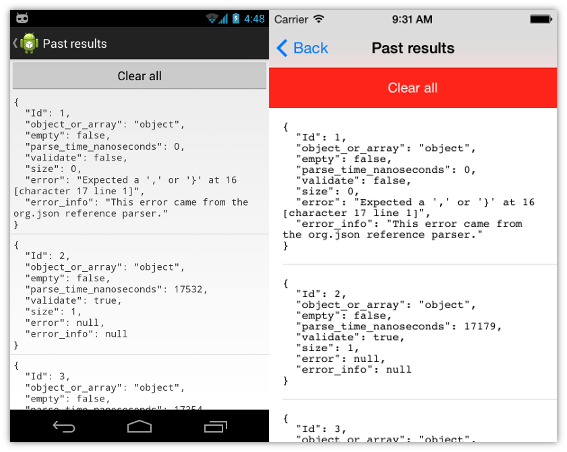 4:48
Past results
Clear all
{
"Id": 1,
"object_or_array": "object",
"empty": false,
"parse_time_nanoseconds": 0,
"validate": false,
"size": 0,
"error": "Expected a ',' or '}' at 16
[character 17 line 1]",
"error_info": "This error came from the
org.json reference parser."
}
{
"Id": 2,
"object_or_array": "object",
"empty": false,
"parse_time_nanoseconds": 17532,
"validate": true,
"size": 1,
"error": null,
"error_info": null
}
{
"Id": 3,
"object_or_array": "object",
"empty": false,
"parse_time_nanoseconds": 17354
Carrier 9:31 AM
Back Past results
Clear all
{
"Id": 1,
"object_or_array": "object",
"empty": false,
"parse_time_nanoseconds": 0,
"validate": false,
"size": 0,
"error": "Expected a ',' or '}' at 16
[character 17 line 1]",
"error_info": "This error came from
the org.json reference parser."
}
{
"Id": 2,
"object_or_array": "object",
"empty": false,
"parse_time_nanoseconds": 17179,
"validate": true,
"size": 1,
"error": null,
"error_info": null
}
{
"Id": 3,
"object_or_array": "object",